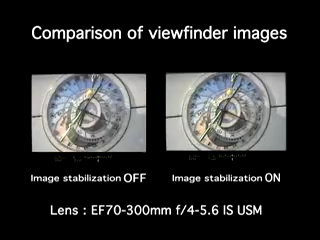 Comparison of viewfinder images
Image stabilization OFF
Image stabilization ON
Lens : EF70-300mm f/4-5.6 IS USM